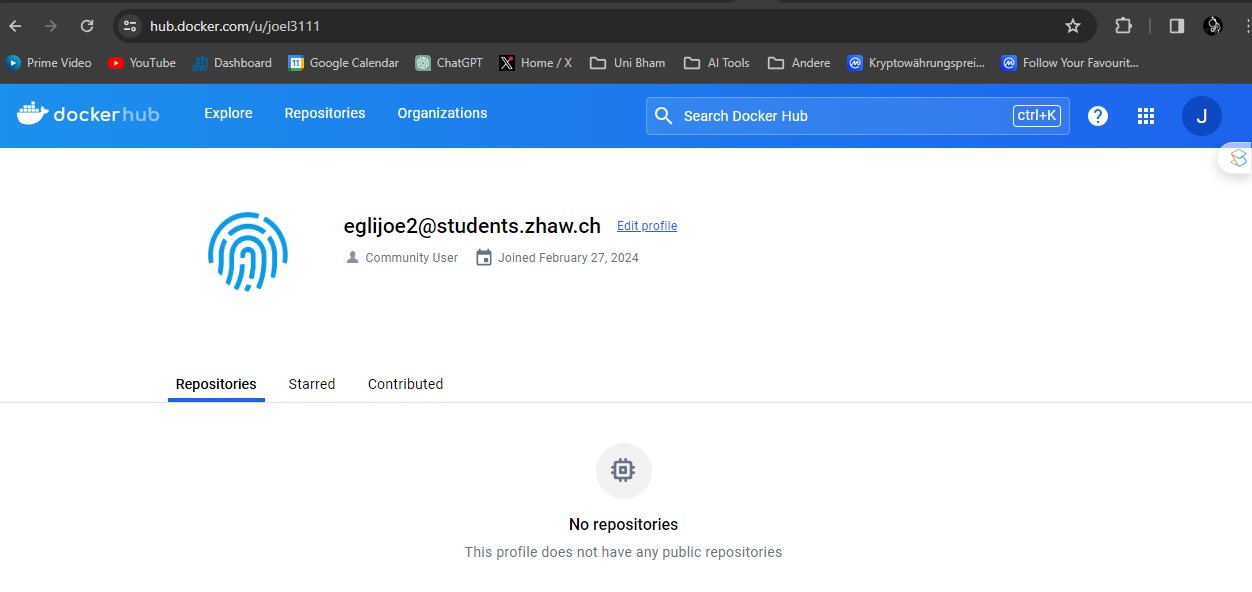 hub.docker.com/u/joel3111
Prime Video YouTube Dashboard Google Calendar ChatGPT Home / X Uni Bham AI Tools Andere Kryptowährungsprei... Follow Your Favourit...
dockerhub Explore Repositories Organizations Search Docker Hub ctrl+K ? J
eglijoe2@students.zhaw.ch Edit profile
Community User Joined February 27, 2024
Repositories Starred Contributed
No repositories
This profile does not have any public repositories